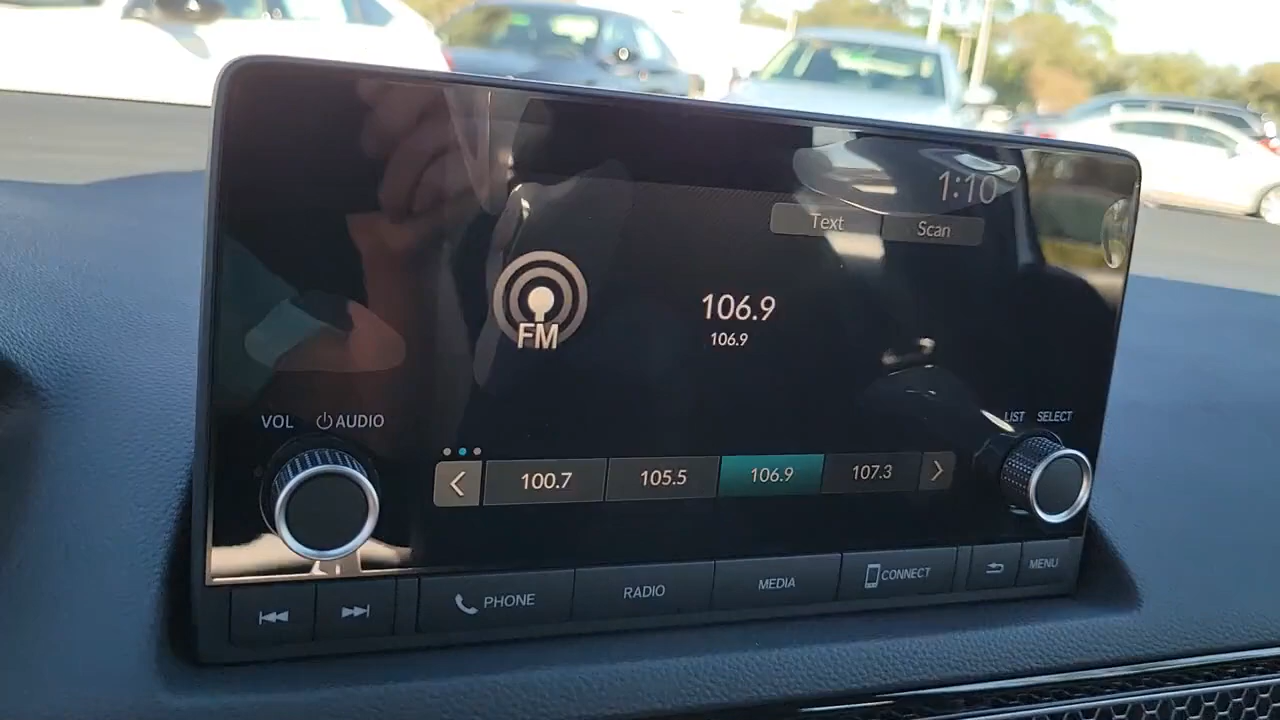 1:10
Text Scan
FM
106.9
106.9
VOL AUDIO
LIST SELECT
100.7 105.5 106.9 107.3
PHONE RADIO MEDIA CONNECT MENU